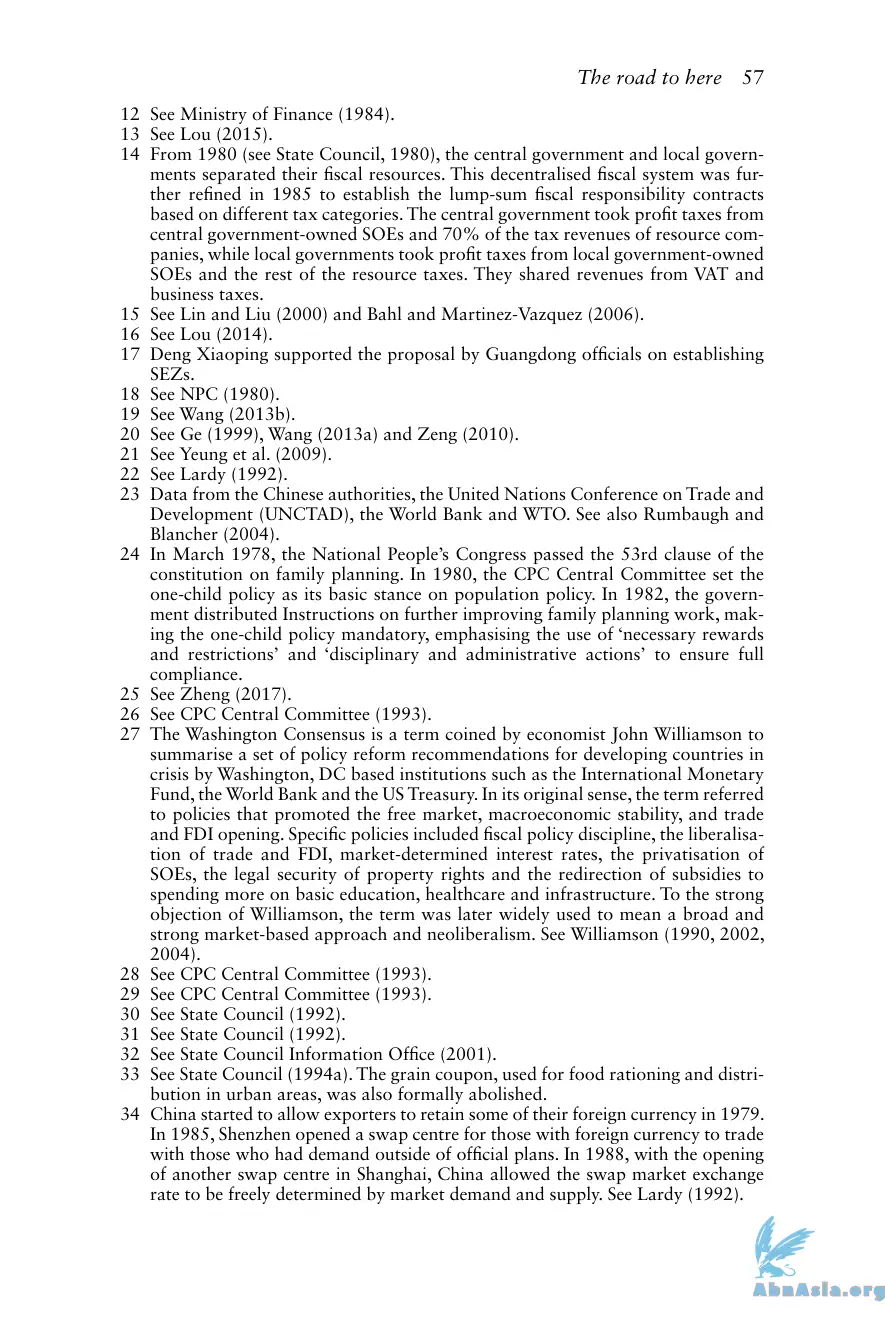 The road to here 57
12 See Ministry of Finance (1984).
13 See Lou (2015).
14 From 1980 (see State Council, 1980), the central government and local govern-
ments separated their fiscal resources. This decentralised fiscal system was fur-
ther refined in 1985 to establish the lump-sum fiscal responsibility contracts
based on different tax categories. The central government took profit taxes from
central government-owned SOEs and 70% of the tax revenues of resource com-
panies, while local governments took profit taxes from local government-owned
SOEs and the rest of the resource taxes. They shared revenues from VAT and
business taxes.
15 See Lin and Liu (2000) and Bahl and Martinez-Vazquez (2006).
16 See Lou (2014).
17 Deng Xiaoping supported the proposal by Guangdong officials on establishing
SEZs.
18 See NPC (1980).
19 See Wang (2013b).
20 See Ge (1999), Wang (2013a) and Zeng (2010).
21 See Yeung et al. (2009).
22 See Lardy (1992).
23 Data from the Chinese authorities, the United Nations Conference on Trade and
Development (UNCTAD), the World Bank and WTO. See also Rumbaugh and
Blancher (2004).
24 In March 1978, the National People’s Congress passed the 53rd clause of the
constitution on family planning. In 1980, the CPC Central Committee set the
one-child policy as its basic stance on population policy. In 1982, the govern-
ment distributed Instructions on further improving family planning work, mak-
ing the one-child policy mandatory, emphasising the use of ‘necessary rewards
and restrictions’ and ‘disciplinary and administrative actions’ to ensure full
compliance.
25 See Zheng (2017).
26 See CPC Central Committee (1993).
27 The Washington Consensus is a term coined by economist John Williamson to
summarise a set of policy reform recommendations for developing countries in
crisis by Washington, DC based institutions such as the International Monetary
Fund, the World Bank and the US Treasury. In its original sense, the term referred
to policies that promoted the free market, macroeconomic stability, and trade
and FDI opening. Specific policies included fiscal policy discipline, the liberalisa-
tion of trade and FDI, market-determined interest rates, the privatisation of
SOEs, the legal security of property rights and the redirection of subsidies to
spending more on basic education, healthcare and infrastructure. To the strong
objection of Williamson, the term was later widely used to mean a broad and
strong market-based approach and neoliberalism. See Williamson (1990, 2002,
2004).
28 See CPC Central Committee (1993).
29 See CPC Central Committee (1993).
30 See State Council (1992).
31 See State Council (1992).
32 See State Council Information Office (2001).
33 See State Council (1994a). The grain coupon, used for food rationing and distri-
bution in urban areas, was also formally abolished.
34 China started to allow exporters to retain some of their foreign currency in 1979.
In 1985, Shenzhen opened a swap centre for those with foreign currency to trade
with those who had demand outside of official plans. In 1988, with the opening
of another swap centre in Shanghai, China allowed the swap market exchange
rate to be freely determined by market demand and supply. See Lardy (1992).
AbnAsia.org